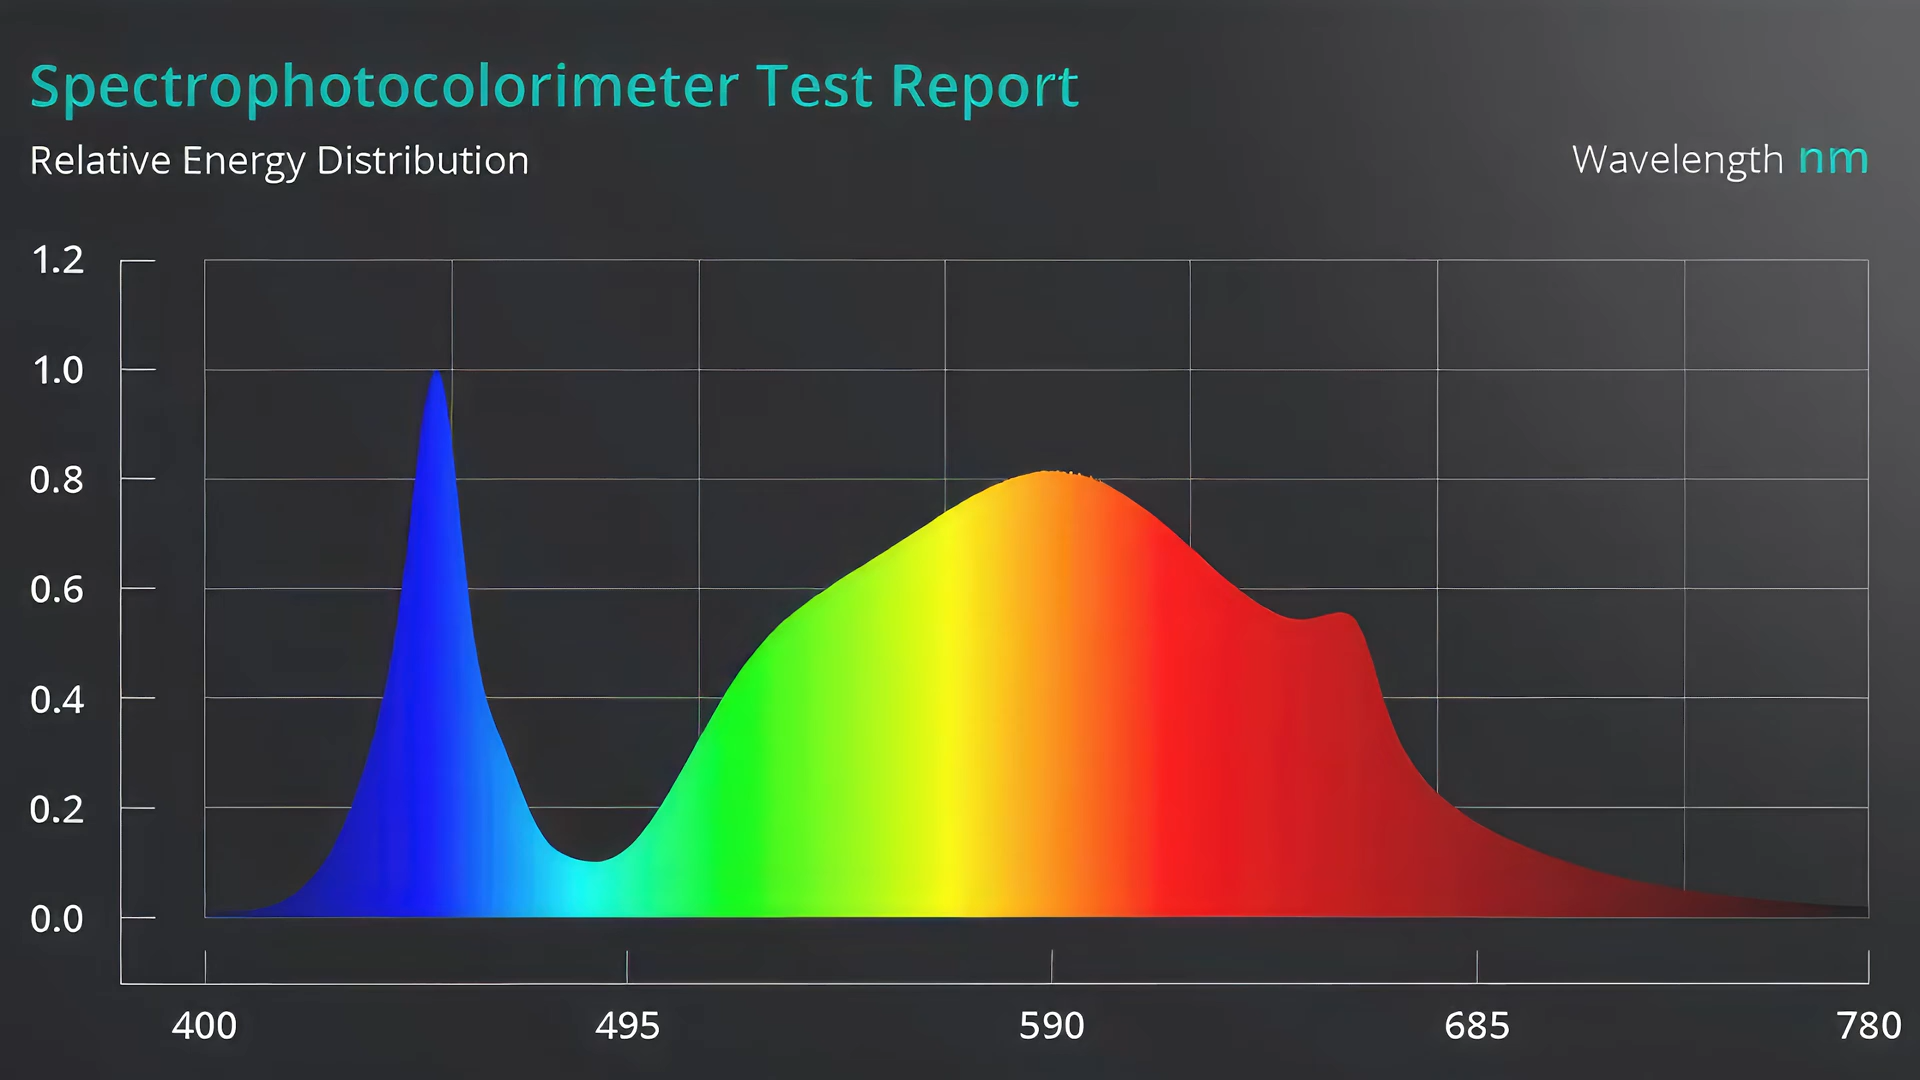 Spectrophotocolorimeter Test Report
Relative Energy Distribution
Wavelength nm
1.2
1.0
0.8
0.6
0.4
0.2
0.0
400 495 590 685 780